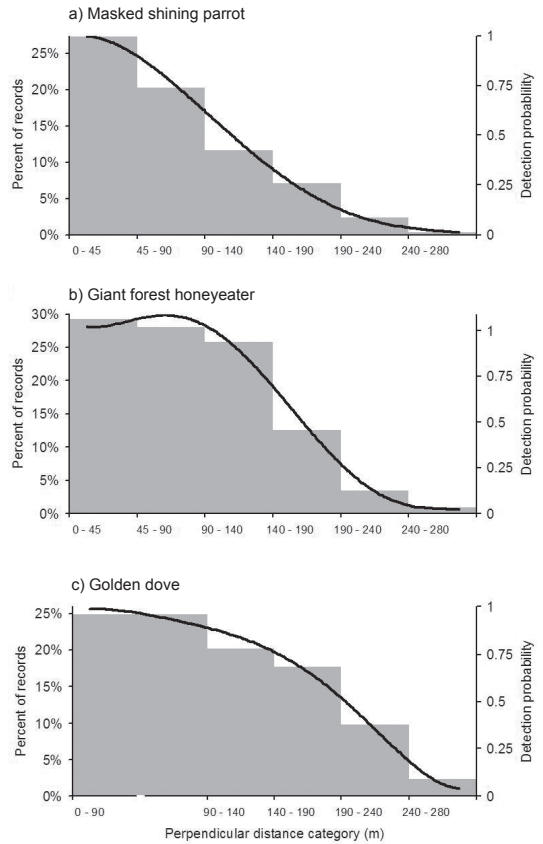 a) Masked shining parrot
25%
20%
15%
10%
5%
0%
Percent of records
1
0.75
0.5
0.25
0
Detection probablility
0 - 45 45 - 90 90 - 140 140 - 190 190 - 240 240 - 280
b) Giant forest honeyeater
30%
25%
20%
15%
10%
5%
0%
Percent of records
1
0.75
0.5
0.25
0
Detection probability
0 - 45 45 - 90 90 - 140 140 - 190 190 - 240 240 - 280
c) Golden dove
25%
20%
15%
10%
5%
0%
Percent of records
1
0.75
0.5
0.25
0
Detection probability
0 - 90 90 - 140 140 - 190 190 - 240 240 - 280
Perpendicular distance category (m)